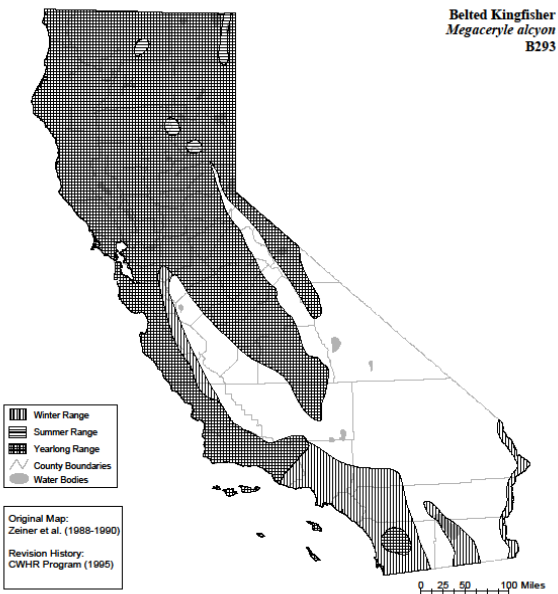 Belted Kingfisher
Megaceryle alcyon
B293
Winter Range
Summer Range
Yearlong Range
County Boundaries
Water Bodies
Original Map:
Zeiner et al. (1988-1990)
Revision History:
CWHR Program (1995)
0 25 50 100 Miles